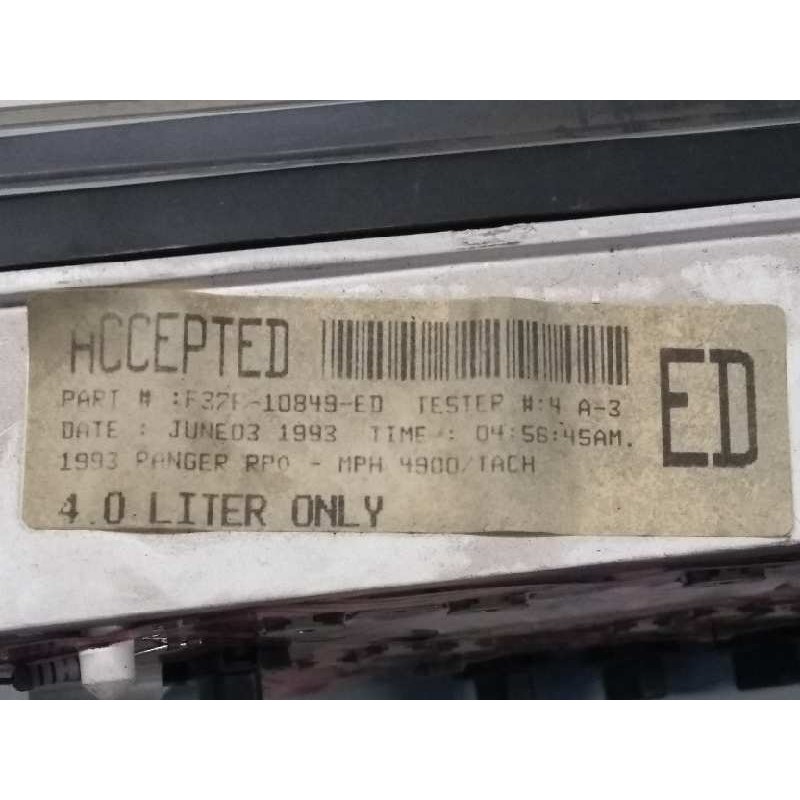 ACCEPTED
PART # :F37F-10849-ED TESTER #:4 A-3
DATE : JUNE03 1993 TIME : 04:56:45AM.
1993 RANGER RPO - MPH 4900/TACH
4.0 LITER ONLY
ED